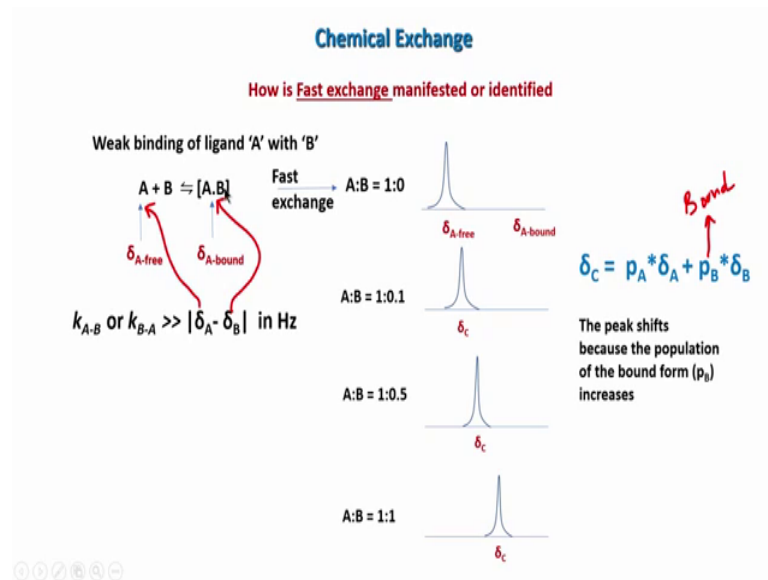 Chemical Exchange
How is Fast exchange manifested or identified
Weak binding of ligand ‘A’ with ‘B’
A + B ⇋ [A.B]
Fast
exchange
δA-free
δA-bound
kA-B or kB-A >> |δA- δB| in Hz
A:B = 1:0
δA-free
δA-bound
A:B = 1:0.1
δC
A:B = 1:0.5
δC
A:B = 1:1
δC
Bound
δC = pA*δA + pB*δB
The peak shifts
because the population
of the bound form (pB)
increases